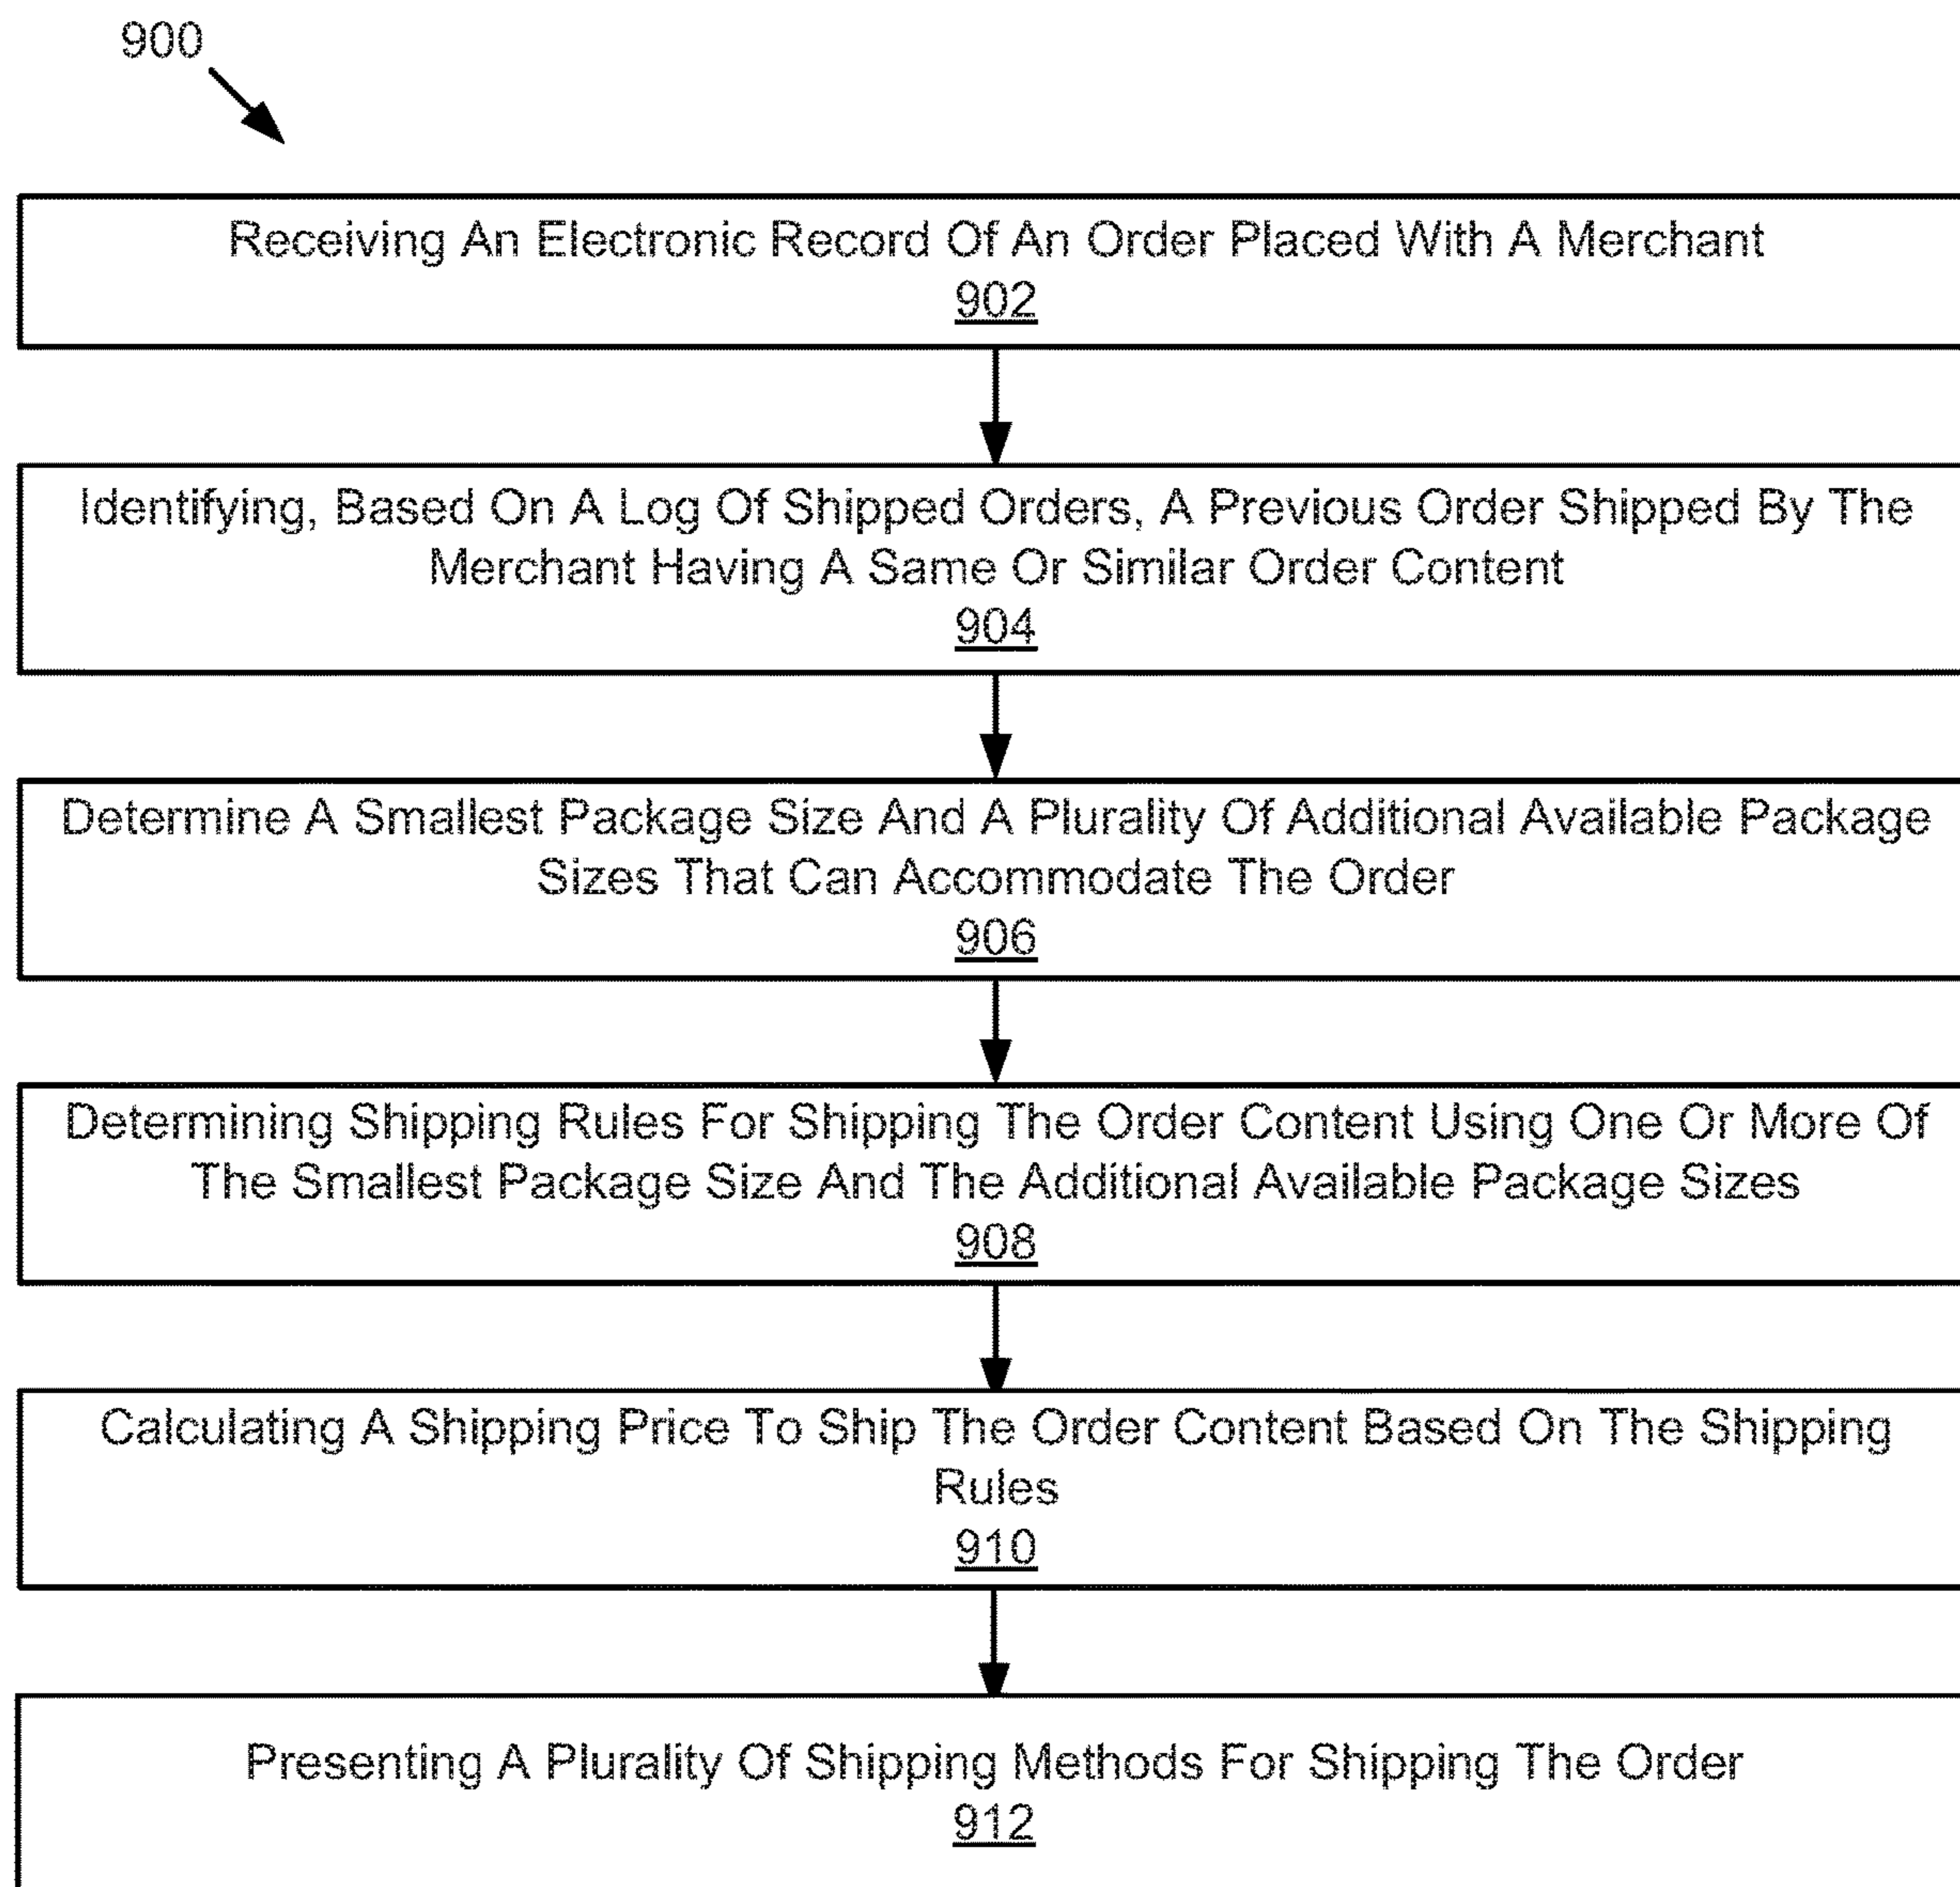 900
Receiving An Electronic Record Of An Order Placed With A Merchant
902
Identifying, Based On A Log Of Shipped Orders, A Previous Order Shipped By The
Merchant Having A Same Or Similar Order Content
904
Determine A Smallest Package Size And A Plurality Of Additional Available Package
Sizes That Can Accommodate The Order
906
Determining Shipping Rules For Shipping The Order Content Using One Or More Of
The Smallest Package Size And The Additional Available Package Sizes
908
Calculating A Shipping Price To Ship The Order Content Based On The Shipping
Rules
910
Presenting A Plurality Of Shipping Methods For Shipping The Order
912